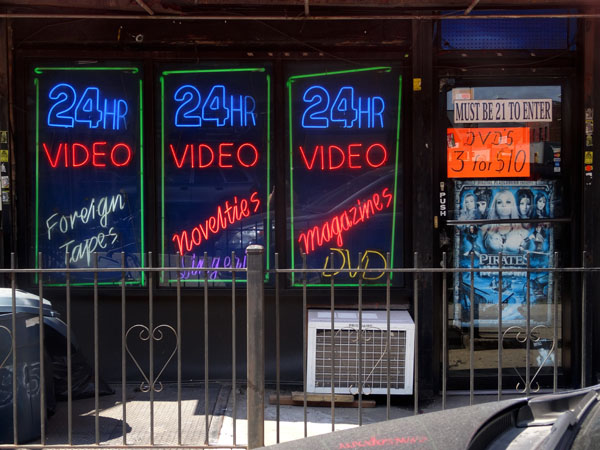 24HR
VIDEO
Foreign
Tapes
24HR
VIDEO
Novelties
Lingerie
24HR
VIDEO
Magazines
DVD
MUST BE 21 TO ENTER
DVD'S
3 for $10
PUSH
PIRATES